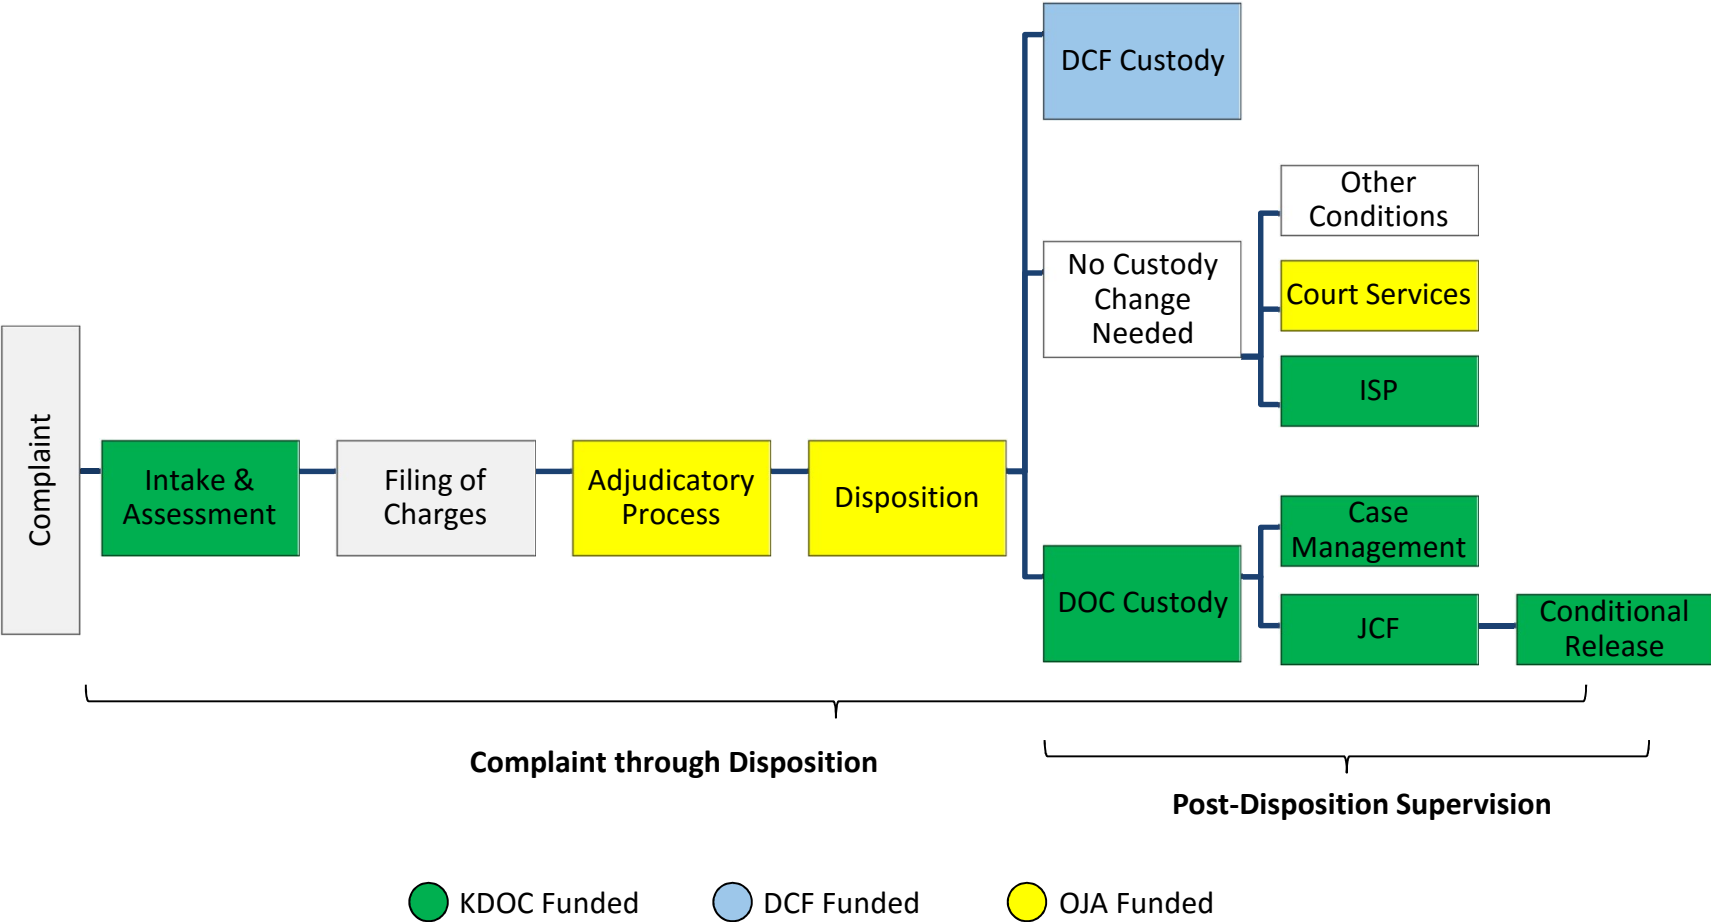 DCF Custody
Other
Conditions
No Custody
Change
Needed
Court Services
ISP
Complaint
Intake &
Assessment
Filing of
Charges
Adjudicatory
Process
Disposition
Case
Management
DOC Custody
JCF
Conditional
Release
Complaint through Disposition
Post-Disposition Supervision
KDOC Funded
DCF Funded
OJA Funded